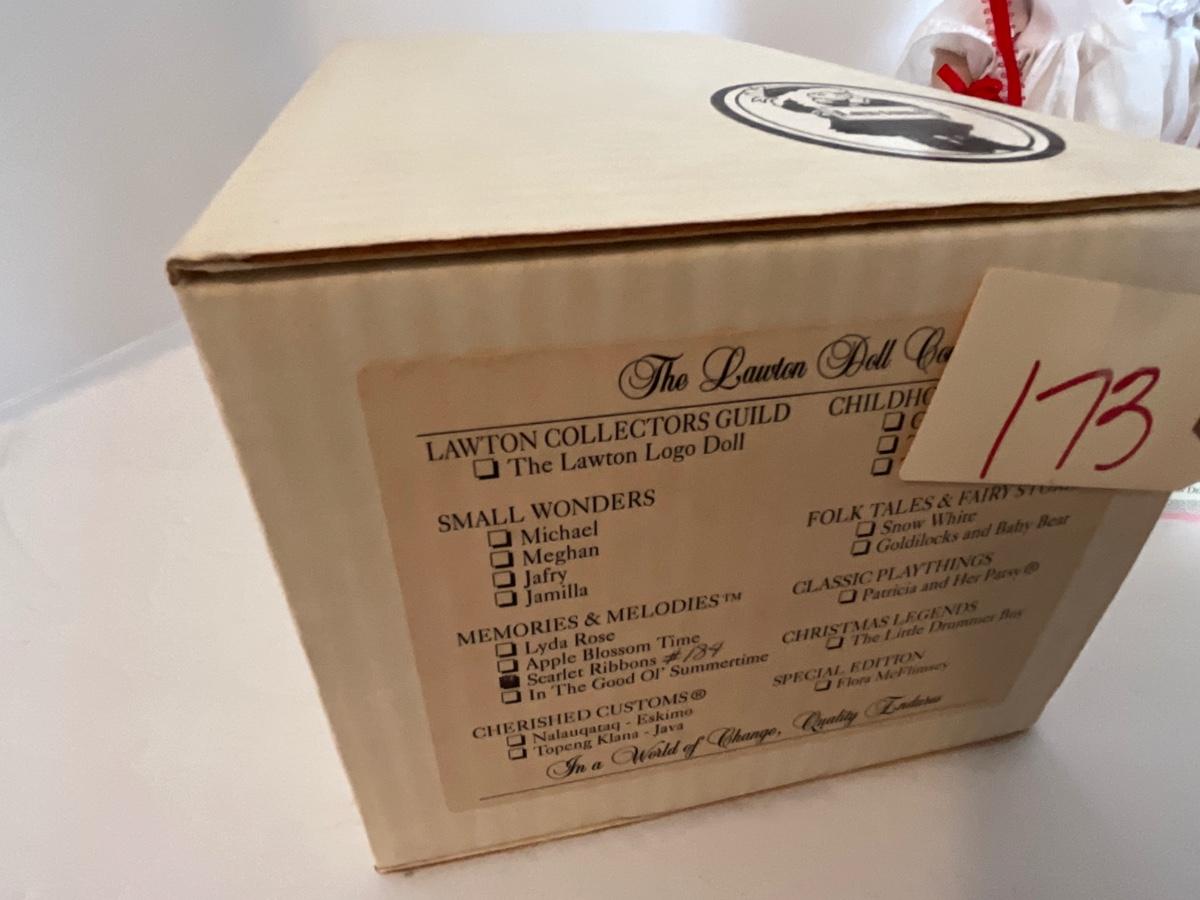 The Lawton Doll
LAWTON COLLECTORS GUILD
❑ The Lawton Logo Doll
SMALL WONDERS
❑ Michael
❑ Meghan
❑ Jafry
❑ Jamilla
MEMORIES & MELODIES™
❑ Lyda Rose
❑ Apple Blossom Time
■ Scarlet Ribbons #184
❑ In The Good Ol' Summertime
CHERISHED CUSTOMS®
❑ Nalauqataq - Eskimo
❑ Topeng Klana - Java
173
FOLK TALES & FAIRY
❑ Snow White
❑ Goldilocks and Baby Bear
CLASSIC PLAYTHINGS
❑ Patricia and Her Patsy®
CHRISTMAS LEGENDS
❑ The Little Drummer Boy
SPECIAL EDITION
❑ Flora McFlimsey
In a World of Change, Quality Endures